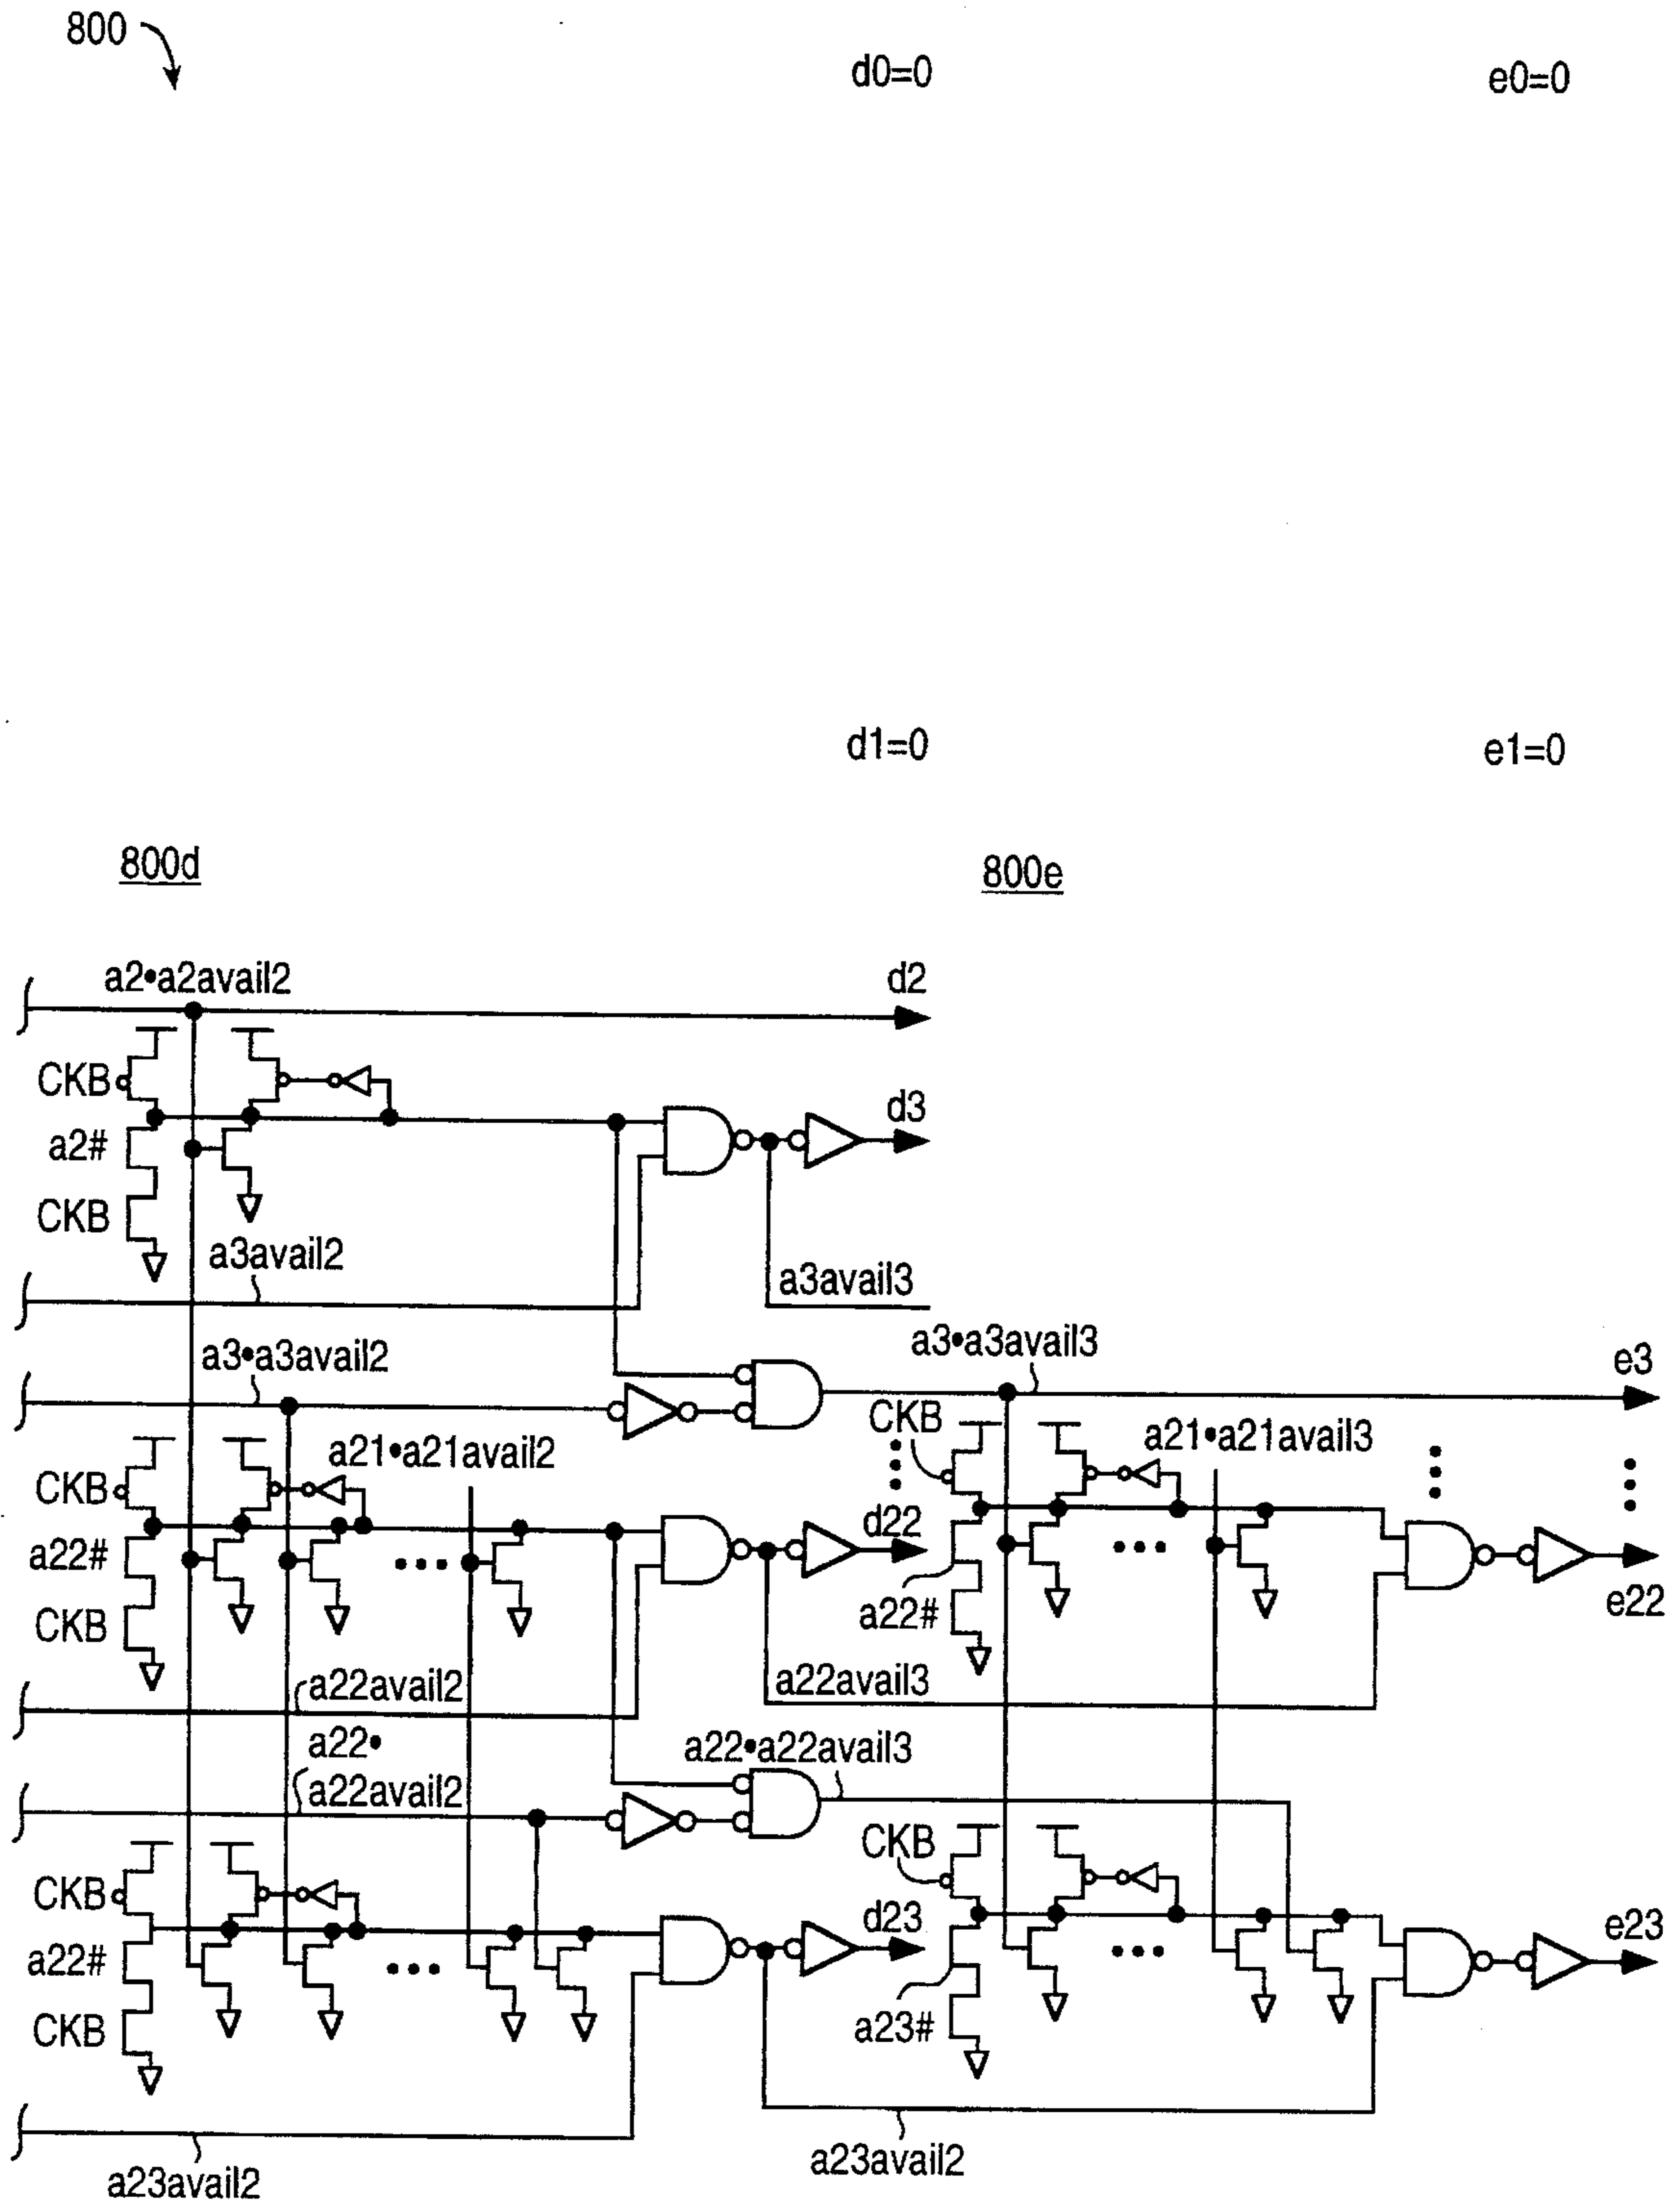 800
d0=0
e0=0
d1=0
e1=0
800d
800e
a2•a2avail2
d2
CKB
a2#
CKB
d3
a3avail2
a3avail3
a3•a3avail2
a3•a3avail3
e3
CKB
a21•a21avail2
CKB
a21•a21avail3
a22#
d22
CKB
a22#
e22
a22avail2
a22avail3
a22•
a22avail2
a22•a22avail3
CKB
CKB
d23
e23
a22#
CKB
a23#
a23avail2
a23avail2